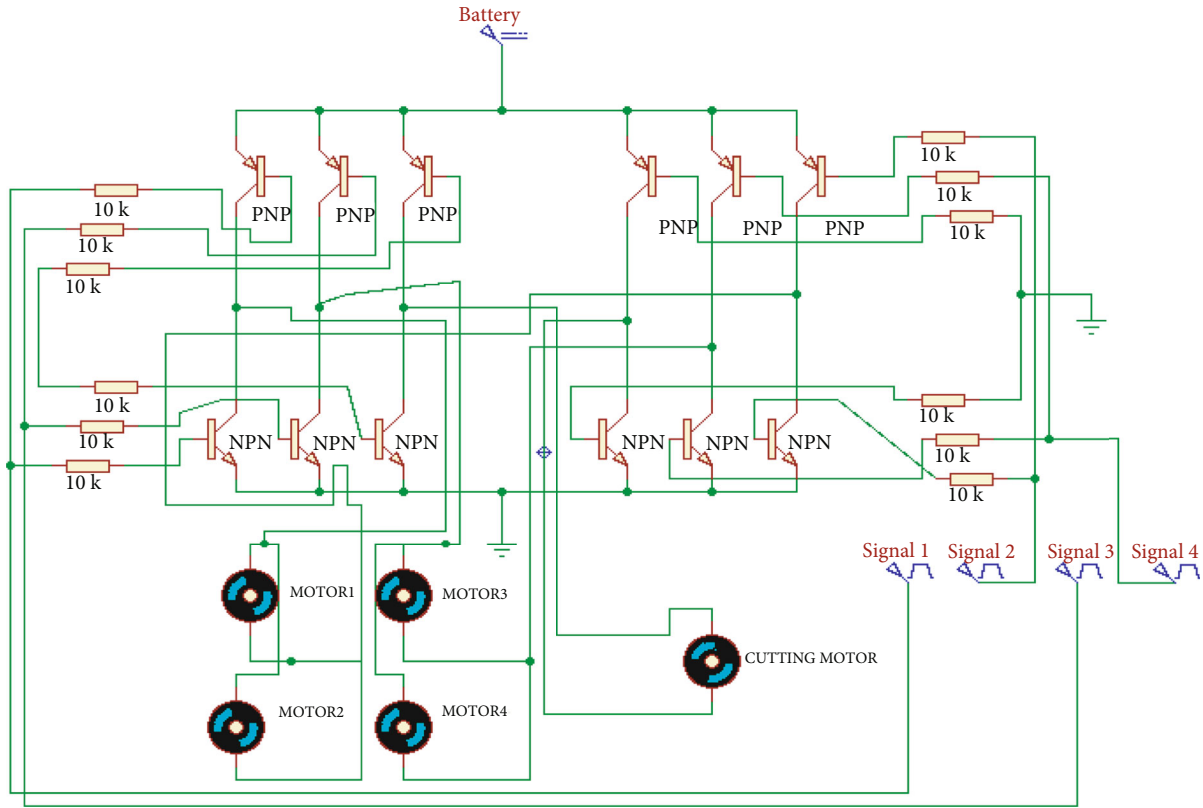 Battery
10 k
10 k
10 k
PNP
PNP
PNP
PNP
PNP
PNP
10 k
10 k
10 k
10 k
10 k
10 k
NPN
NPN
NPN
NPN
NPN
NPN
10 k
10 k
10 k
Signal 1
Signal 2
Signal 3
Signal 4
MOTOR1
MOTOR3
CUTTING MOTOR
MOTOR2
MOTOR4